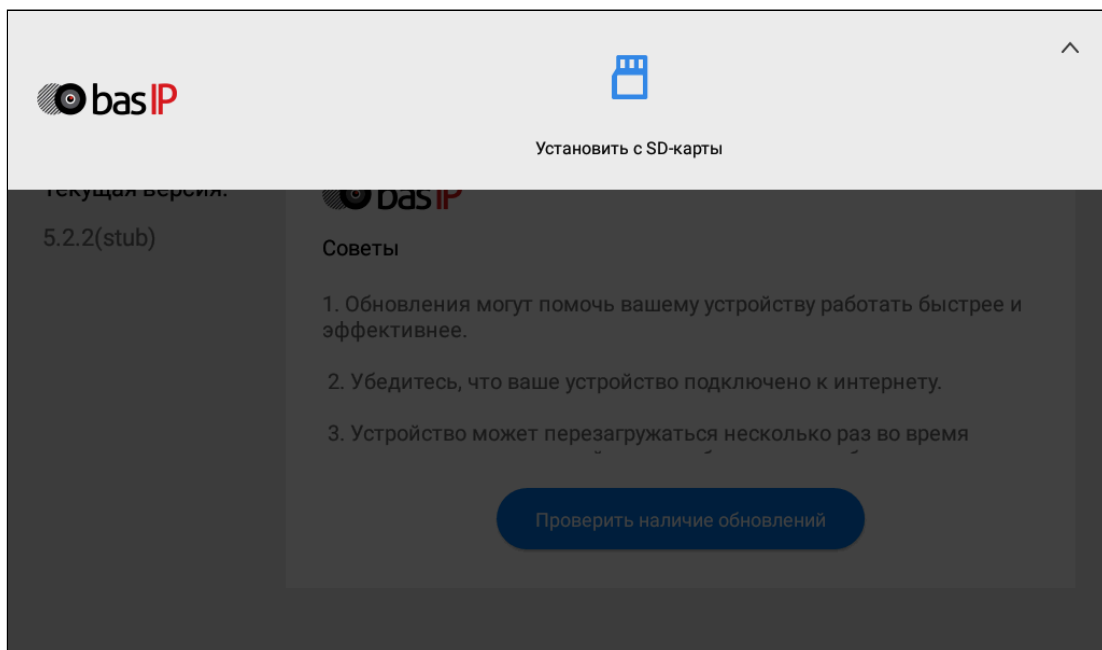 bas IP
Установить с SD-карты
Текущая версия:
bas IP
5.2.2(stub)
Советы
1. Обновления могут помочь вашему устройству работать быстрее и
эффективнее.
2. Убедитесь, что ваше устройство подключено к интернету.
3. Устройство может перезагружаться несколько раз во время
Проверить наличие обновлений